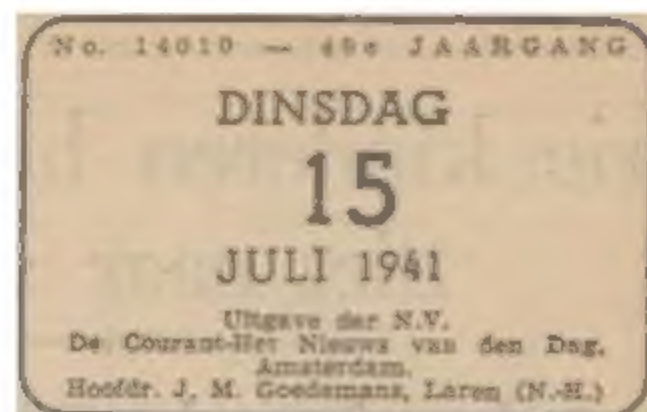 No. 14010 — 49e JAARGANG
DINSDAG
15
JULI 1941
Uitgave der N.V.
De Courant-Het Nieuws van den Dag,
Amsterdam.
Hoofdr. J. M. Goedemans, Laren (N.-H.)